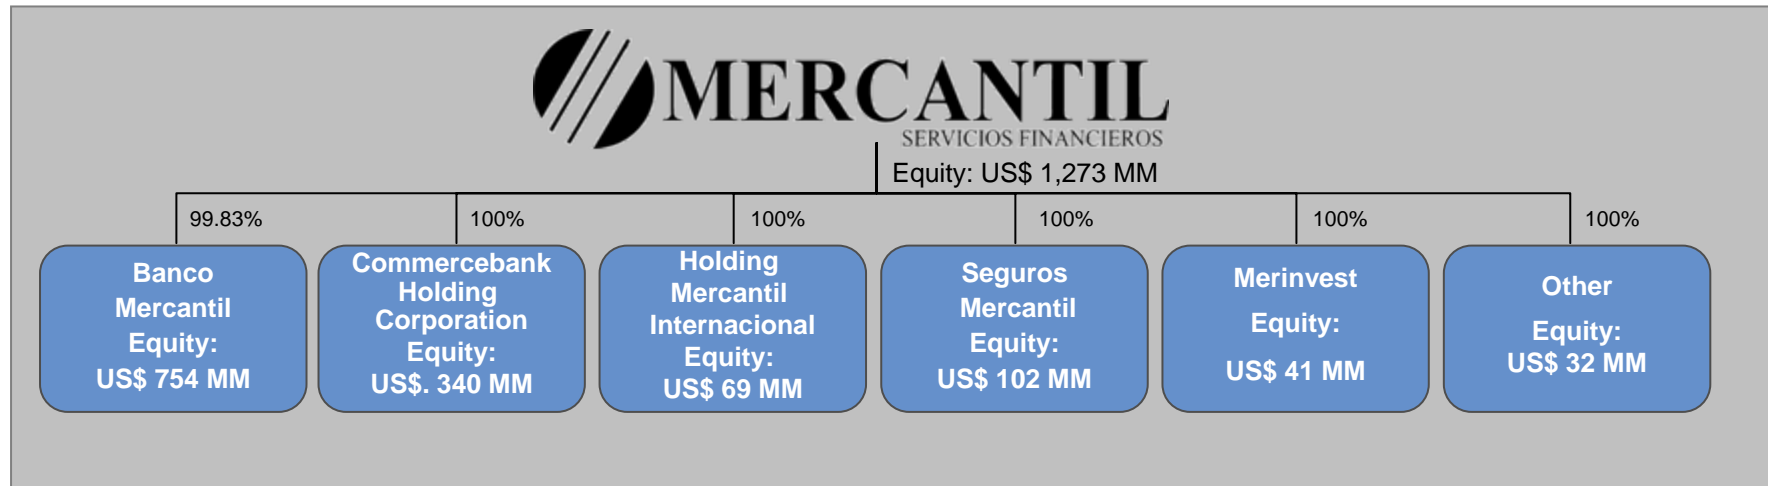 MERCANTIL
SERVICIOS FINANCIEROS
Equity: US$ 1,273 MM
99.83%
100%
100%
100%
100%
100%
Banco
Mercantil
Equity:
US$ 754 MM
Commercebank
Holding
Corporation
Equity:
US$. 340 MM
Holding
Mercantil
Internacional
Equity:
US$ 69 MM
Seguros
Mercantil
Equity:
US$ 102 MM
Merinvest
Equity:
US$ 41 MM
Other
Equity:
US$ 32 MM